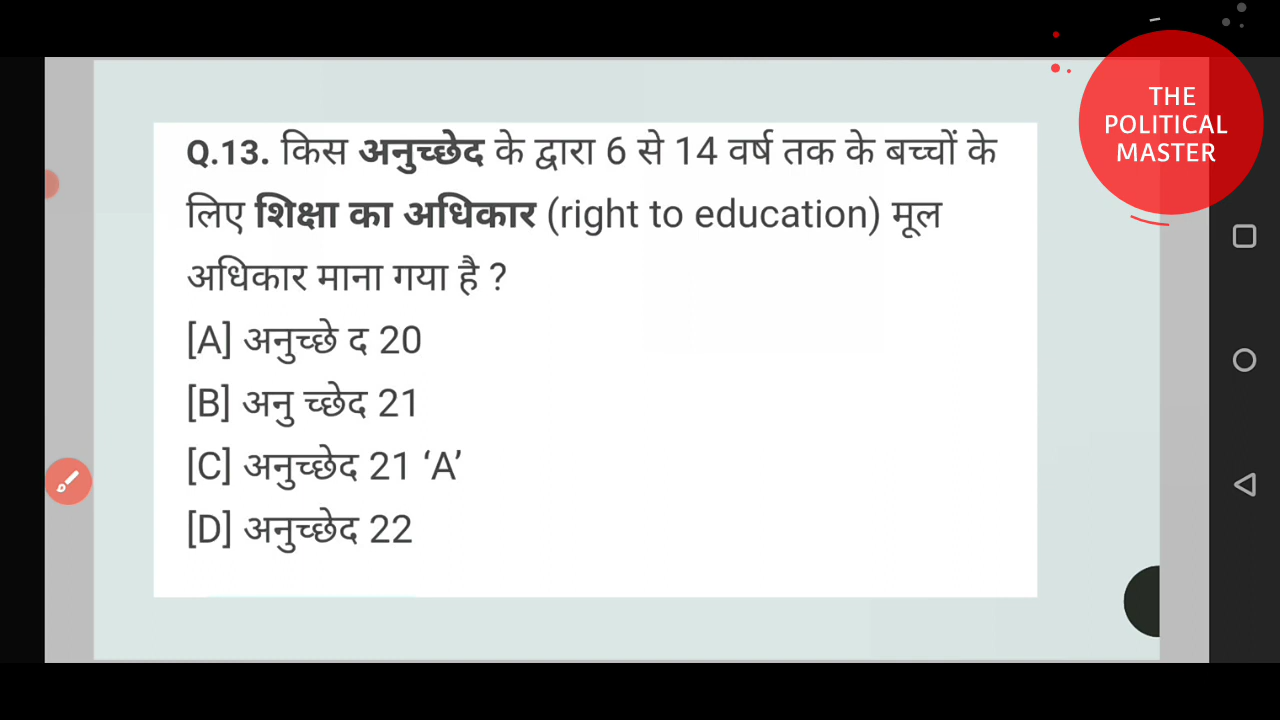 THE
POLITICAL
MASTER
Q.13. किस अनुच्छेद के द्वारा 6 से 14 वर्ष तक के बच्चों के
लिए शिक्षा का अधिकार (right to education) मूल
अधिकार माना गया है ?
[A] अनुच्छे द 20
[B] अनु च्छेद 21
[C] अनुच्छेद 21 ‘A’
[D] अनुच्छेद 22